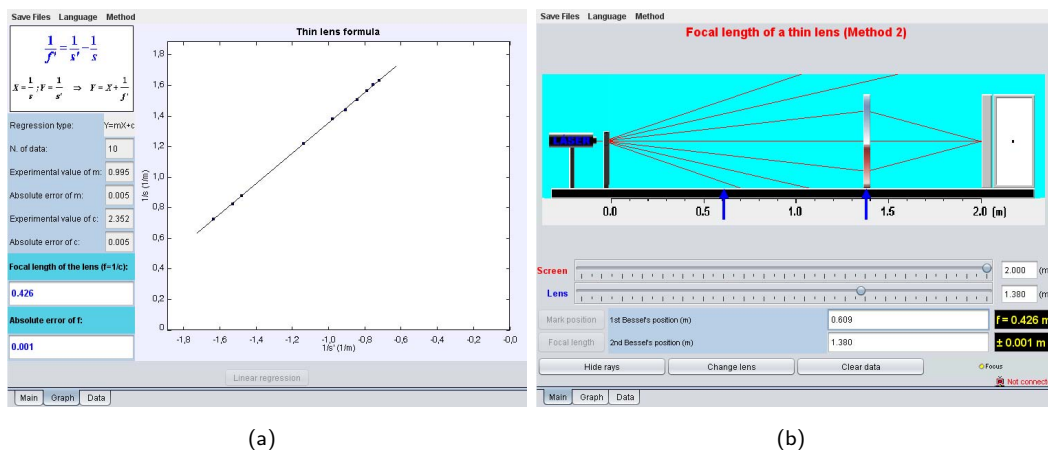 Save Files Language Method
1/f' = 1/s' - 1/s
X = 1/s ; Y = 1/s' ⇒ Y = X + 1/f'
Regression type: Y=mX+c
N. of data: 10
Experimental value of m: 0.995
Absolute error of m: 0.005
Experimental value of c: 2.352
Absolute error of c: 0.005
Focal length of the lens (f=1/c):
0.426
Absolute error of f:
0.001
Thin lens formula
1,8
1,6
1,4
1,2
1,0
0,8
0,6
0,4
0,2
0
1/s (1/m)
-1,8 -1,6 -1,4 -1,2 -1,0 -0,8 -0,6 -0,4 -0,2 -0,0
1/s' (1/m)
Linear regression
Main Graph Data
(a)
Save Files Language Method
Focal length of a thin lens (Method 2)
LASER
0.0 0.5 1.0 1.5 2.0 (m)
Screen 2.000 (m
Lens 1.380 (m
Mark position 1st Bessel's position (m) 0.609 f = 0.426 m
Focal length 2nd Bessel's position (m) 1.380 ± 0.001 m
Hide rays Change lens Clear data Focus
Not connecte
Main Graph Data
(b)